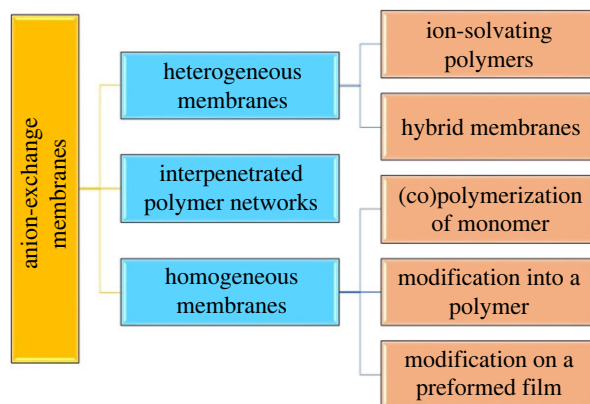 anion-exchange
membranes
heterogeneous
membranes
interpenetrated
polymer networks
homogeneous
membranes
ion-solvating
polymers
hybrid membranes
(co)polymerization
of monomer
modification into a
polymer
modification on a
preformed film